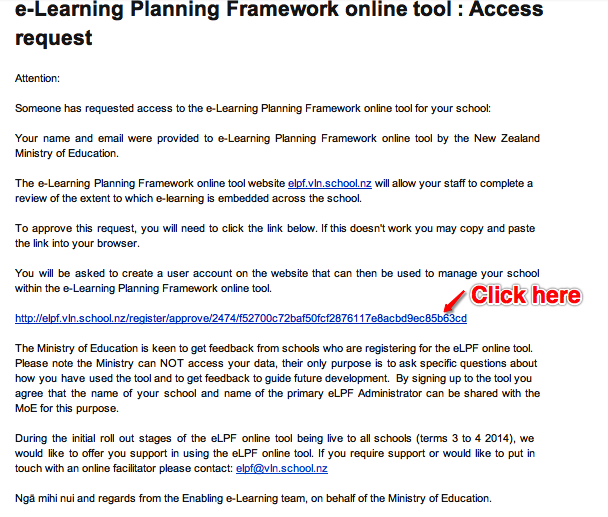 e-Learning Planning Framework online tool : Access
request
Attention:
Someone has requested access to the e-Learning Planning Framework online tool for your school:
Your name and email were provided to e-Learning Planning Framework online tool by the New Zealand
Ministry of Education.
The e-Learning Planning Framework online tool website elpf.vln.school.nz will allow your staff to complete a
review of the extent to which e-learning is embedded across the school.
To approve this request, you will need to click the link below. If this doesn't work you may copy and paste
the link into your browser.
You will be asked to create a user account on the website that can then be used to manage your school
within the e-Learning Planning Framework online tool.
Click here
http://elpf.vln.school.nz/register/approve/2474/f52700c72baf50fcf2876117e8acbd9ec85b63cd
The Ministry of Education is keen to get feedback from schools who are registering for the eLPF online tool.
Please note the Ministry can NOT access your data, their only purpose is to ask specific questions about
how you have used the tool and to get feedback to guide future development. By signing up to the tool you
agree that the name of your school and name of the primary eLPF Administrator can be shared with the
MoE for this purpose.
During the initial roll out stages of the eLPF online tool being live to all schools (terms 3 to 4 2014), we
would like to offer you support in using the eLPF online tool. If you require support or would like to put in
touch with an online facilitator please contact: elpf@vln.school.nz
Ngā mihi nui and regards from the Enabling e-Learning team, on behalf of the Ministry of Education.